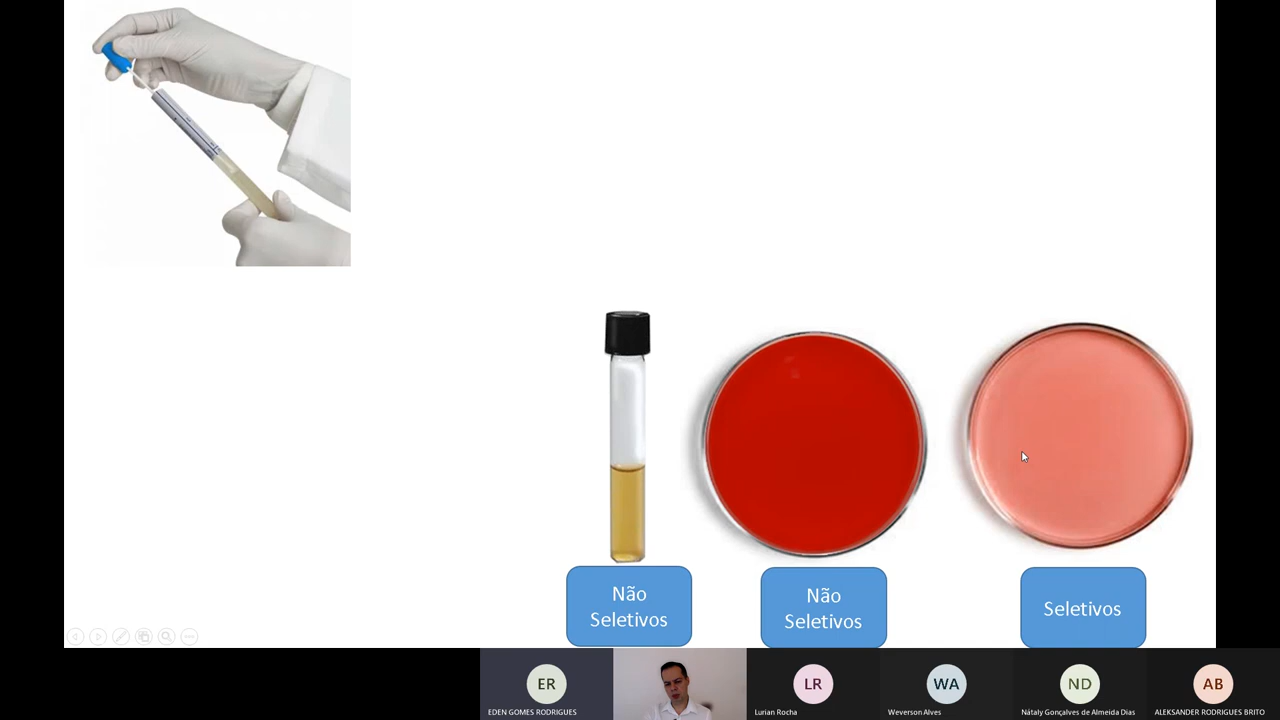 Não
Seletivos
Não
Seletivos
Seletivos
ER
LR
WA
ND
AB
EDEN GOMES RODRIGUES
Lurian Rocha
Weverson Alves
Nátaly Gonçalves de Almeida Dias
ALEKSANDER RODRIGUES BRITO